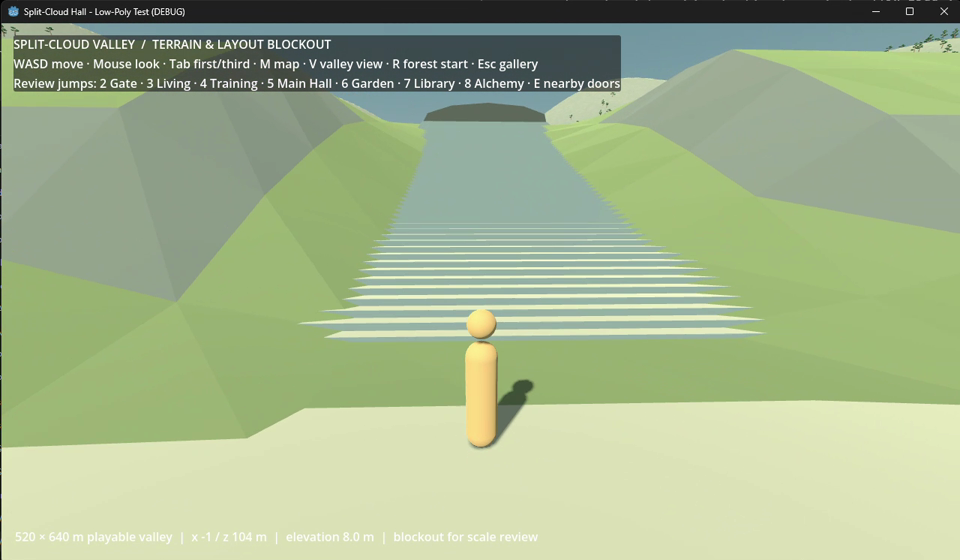 Split-Cloud Hall - Low-Poly Test (DEBUG)
SPLIT-CLOUD VALLEY / TERRAIN & LAYOUT BLOCKOUT
WASD move · Mouse look · Tab first/third · M map · V valley view · R forest start · Esc gallery
Review jumps: 2 Gate · 3 Living · 4 Training · 5 Main Hall · 6 Garden · 7 Library · 8 Alchemy · E nearby doors
520 × 640 m playable valley | x -1 / z 104 m | elevation 8.0 m | blockout for scale review